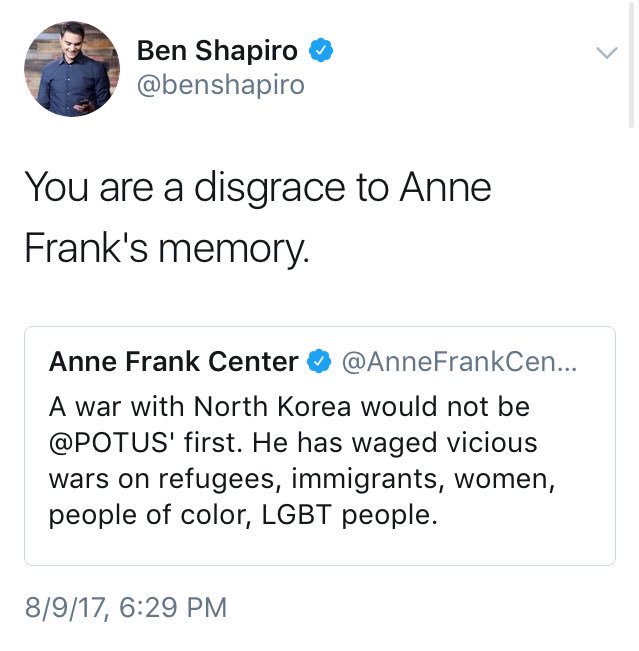 Ben Shapiro
@benshapiro
You are a disgrace to Anne
Frank's memory.
Anne Frank Center @AnneFrankCen...
A war with North Korea would not be
@POTUS' first. He has waged vicious
wars on refugees, immigrants, women,
people of color, LGBT people.
8/9/17, 6:29 PM